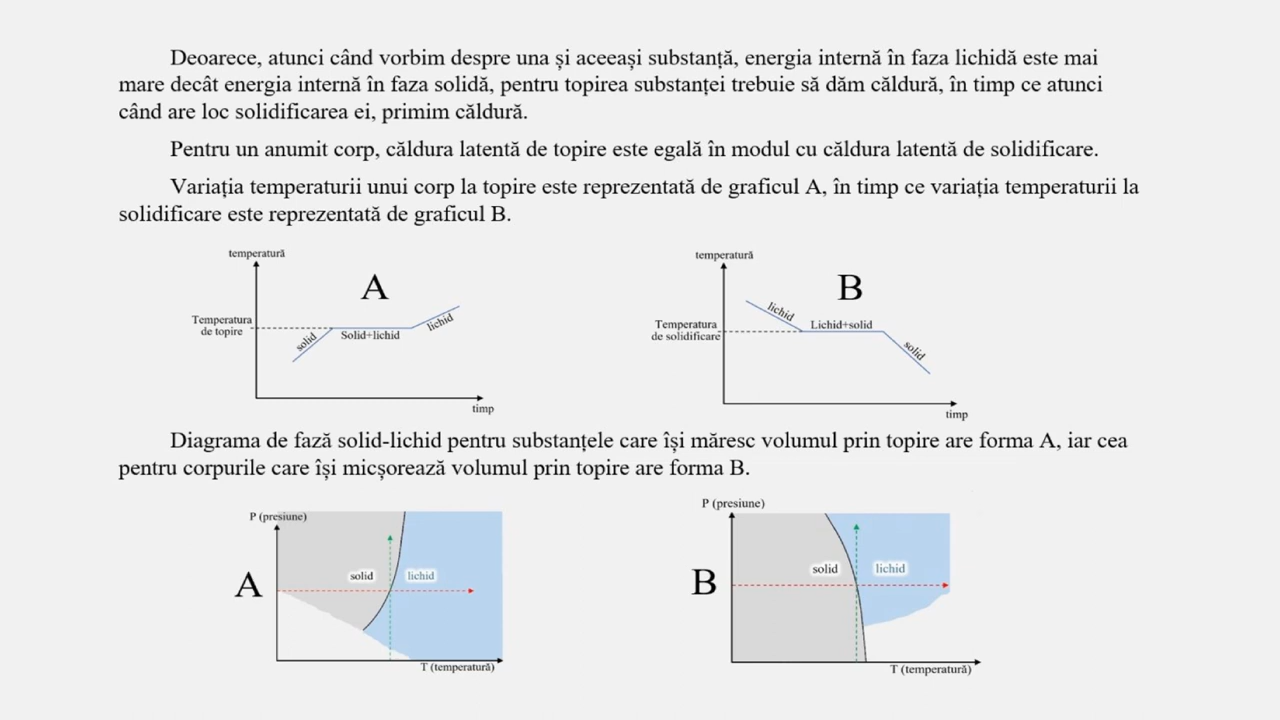 Deoarece, atunci când vorbim despre una și aceeași substanță, energia internă în faza lichidă este mai
mare decât energia internă în faza solidă, pentru topirea substanței trebuie să dăm căldură, în timp ce atunci
când are loc solidificarea ei, primim căldură.
Pentru un anumit corp, căldura latentă de topire este egală în modul cu căldura latentă de solidificare.
Variația temperaturii unui corp la topire este reprezentată de graficul A, în timp ce variația temperaturii la
solidificare este reprezentată de graficul B.
temperatură
A
Temperatura
de topire
solid
Solid+lichid
lichid
timp
temperatură
B
Temperatura
de solidificare
lichid
Lichid+solid
solid
timp
Diagrama de fază solid-lichid pentru substanțele care își măresc volumul prin topire are forma A, iar cea
pentru corpurile care își micșorează volumul prin topire are forma B.
P (presiune)
A
solid
lichid
T (temperatură)
P (presiune)
B
solid
lichid
T (temperatură)